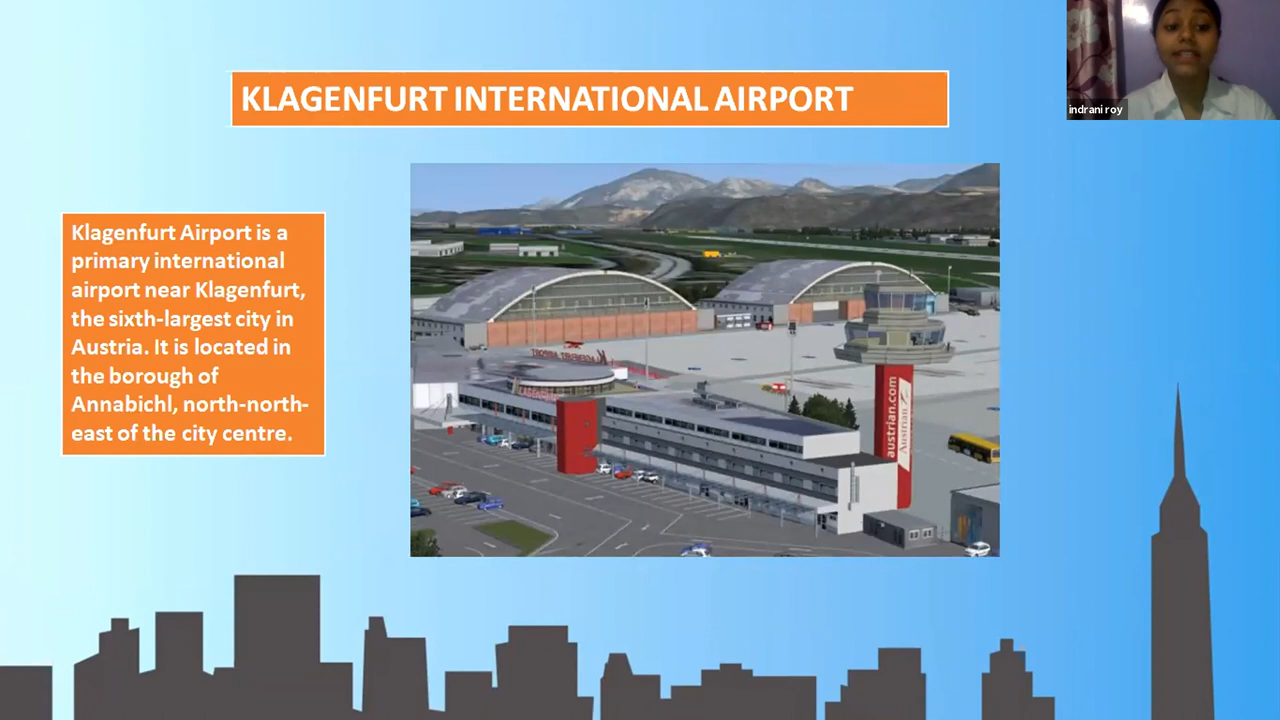 KLAGENFURT INTERNATIONAL AIRPORT
indrani roy
Klagenfurt Airport is a
primary international
airport near Klagenfurt,
the sixth-largest city in
Austria. It is located in
the borough of
Annabichl, north-north-
east of the city centre.
austrian.com
Austrian